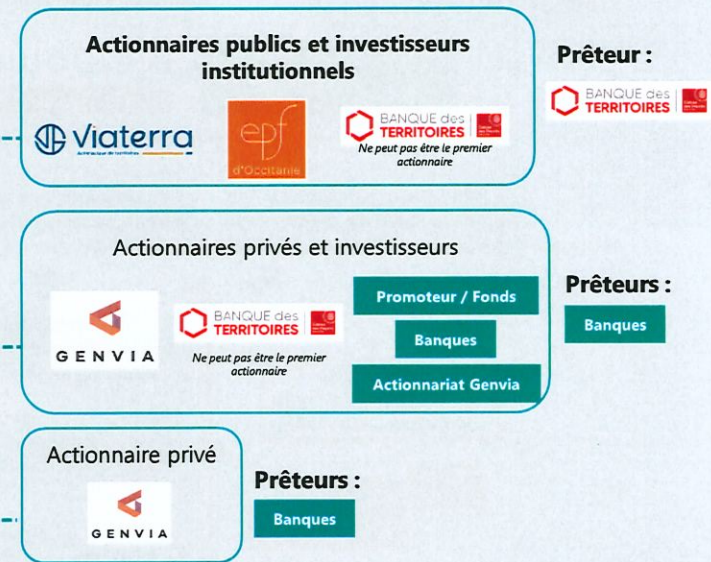 Actionnaires publics et investisseurs
institutionnels
Prêteur :
Viaterra
epf
d'Occitanie
BANQUE des
TERRITOIRES
Ne peut pas être le premier
actionnaire
BANQUE des
TERRITOIRES
Actionnaires privés et investisseurs
GENVIA
BANQUE des
TERRITOIRES
Ne peut pas être le premier
actionnaire
Promoteur / Fonds
Banques
Actionnariat Genvia
Prêteurs :
Banques
Actionnaire privé
GENVIA
Prêteurs :
Banques